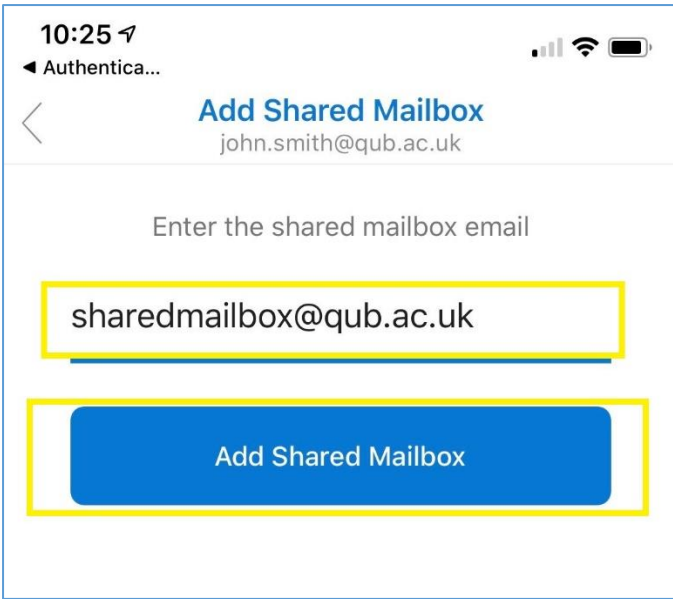 10:25
Authentica...
Add Shared Mailbox
john.smith@qub.ac.uk
Enter the shared mailbox email
sharedmailbox@qub.ac.uk
Add Shared Mailbox